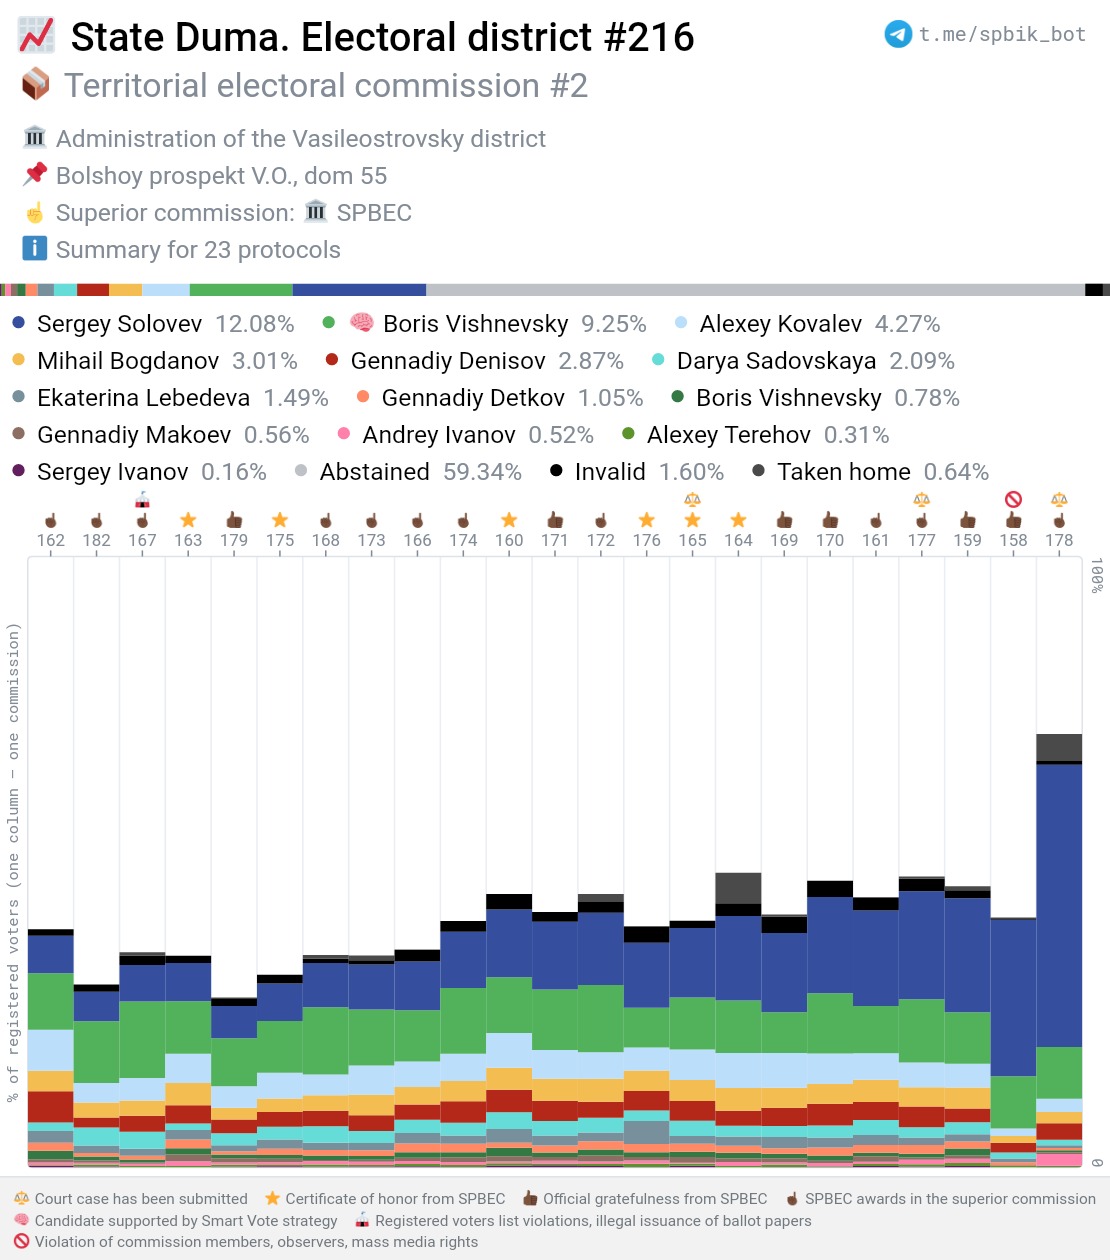 State Duma. Electoral district #216
t.me/spbik_bot
Territorial electoral commission #2
Administration of the Vasileostrovsky district
Bolshoy prospekt V.O., dom 55
Superior commission: SPBEC
Summary for 23 protocols
Sergey Solovev 12.08% Boris Vishnevsky 9.25% Alexey Kovalev 4.27%
Mihail Bogdanov 3.01% Gennadiy Denisov 2.87% Darya Sadovskaya 2.09%
Ekaterina Lebedeva 1.49% Gennadiy Detkov 1.05% Boris Vishnevsky 0.78%
Gennadiy Makoev 0.56% Andrey Ivanov 0.52% Alexey Terehov 0.31%
Sergey Ivanov 0.16% Abstained 59.34% Invalid 1.60% Taken home 0.64%
162 182 167 163 179 175 168 173 166 174 160 171 172 176 165 164 169 170 161 177 159 158 178
100%
% of registered voters (one column – one commission)
0
Court case has been submitted Certificate of honor from SPBEC Official gratefulness from SPBEC SPBEC awards in the superior commission
Candidate supported by Smart Vote strategy Registered voters list violations, illegal issuance of ballot papers
Violation of commission members, observers, mass media rights